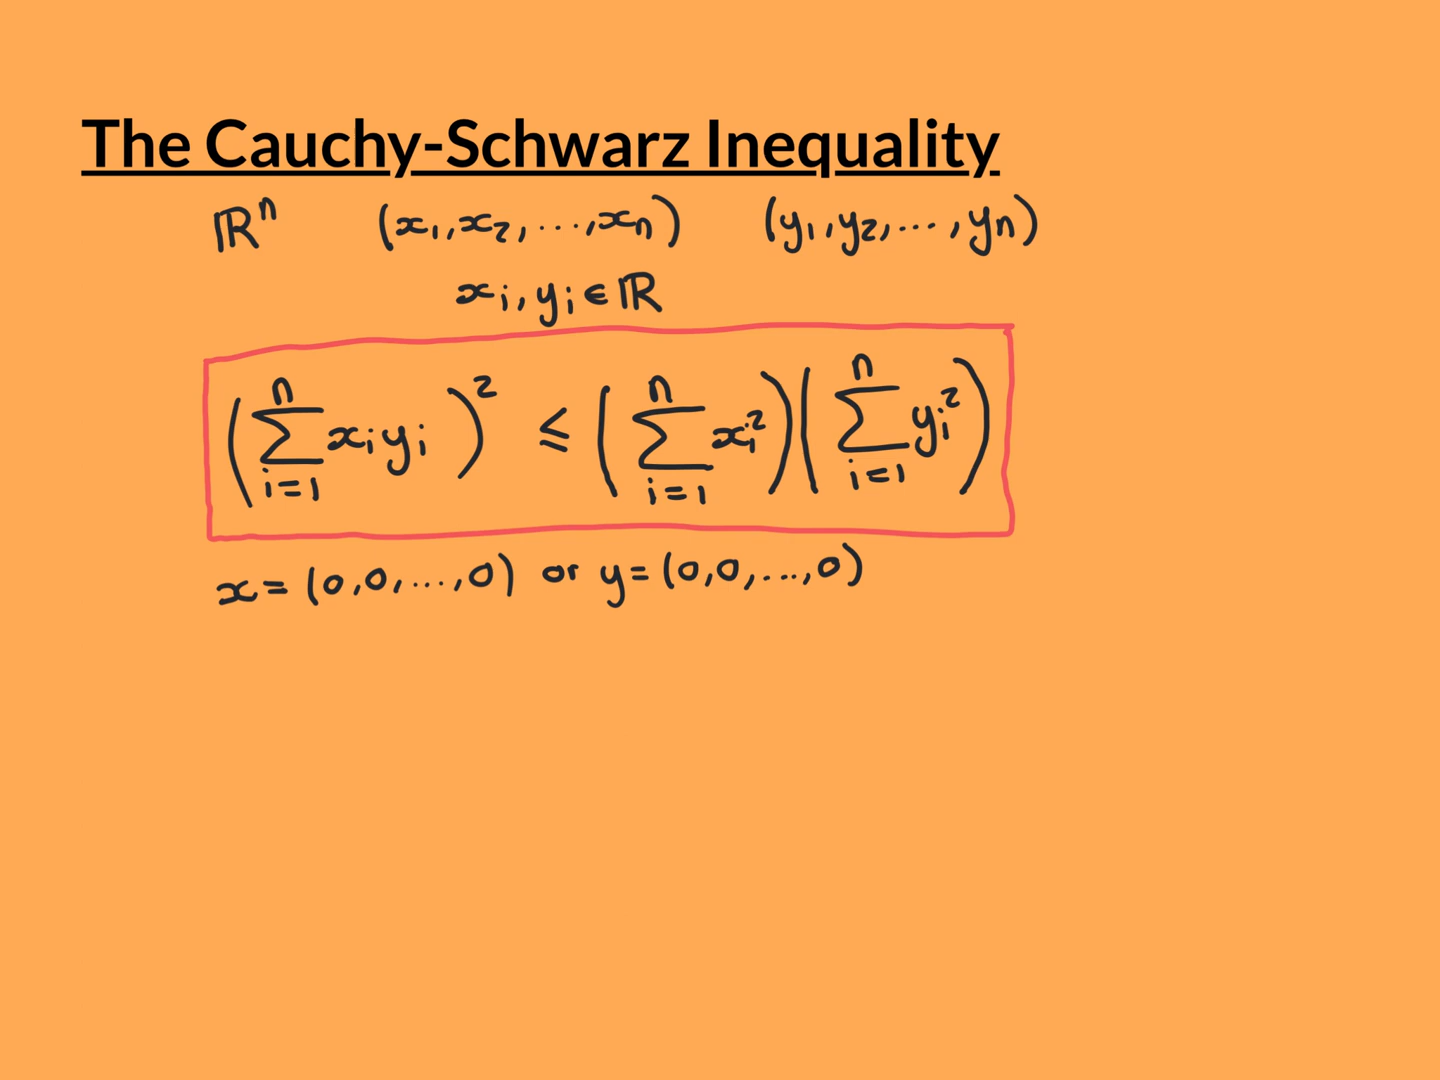 The Cauchy-Schwarz Inequality
ℝⁿ (x₁,x₂,...,xₙ) (y₁,y₂,...,yₙ)
xᵢ,yᵢ∈ℝ
(∑ᵢ₌₁ⁿ xᵢyᵢ)² ≤ (∑ᵢ₌₁ⁿ xᵢ²)(∑ᵢ₌₁ⁿ yᵢ²)
x=(0,0,...,0) or y=(0,0,...,0)